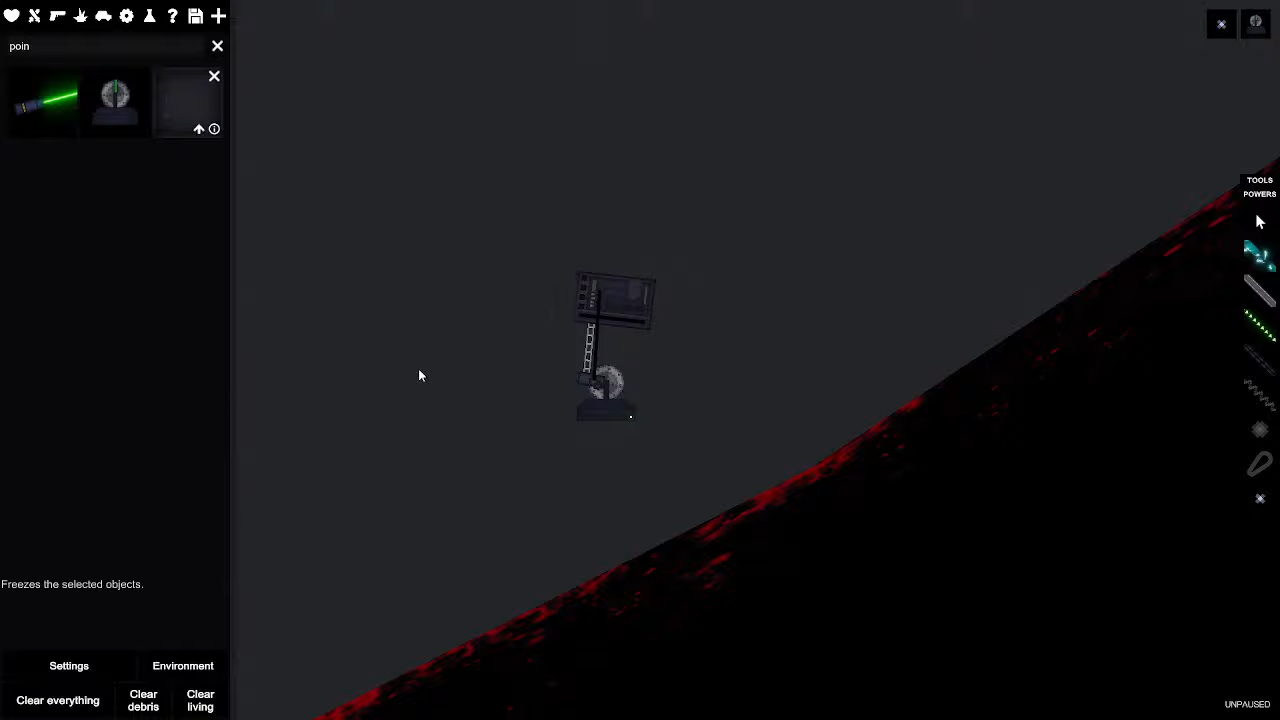 poin
TOOLS
POWERS
Freezes the selected objects.
Settings
Environment
Clear everything
Clear
debris
Clear
living
UNPAUSED